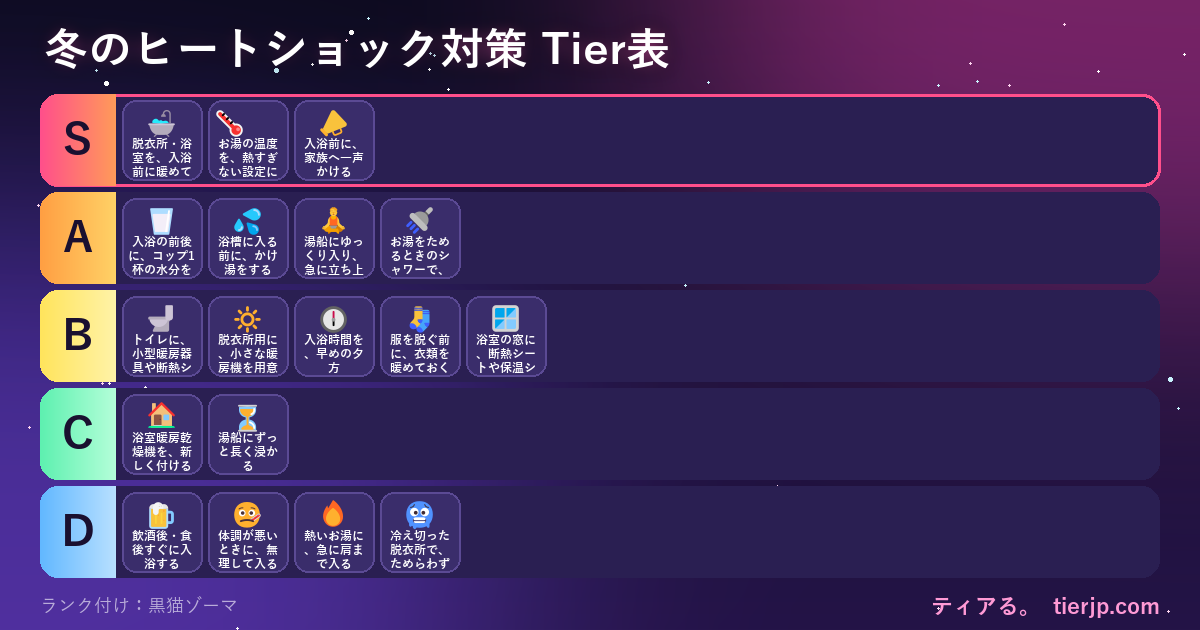 冬のヒートショック対策 Tier表
S
脱衣所・浴
室を、入浴
前に暖めて
お湯の温度
を、熱すぎ
ない設定に
入浴前に、
家族へ一声
かける
A
入浴の前後
に、コップ1
杯の水分を
浴槽に入る
前に、かけ
湯をする
湯船にゆっ
くり入り、
急に立ち上
お湯をため
るときのシ
ャワーで、
B
トイレに、
小型暖房器
具や断熱シ
脱衣所用に
、小さな暖
房機を用意
入浴時間を
、早めの夕
方
服を脱ぐ前
に、衣類を
暖めておく
浴室の窓に
、断熱シー
トや保温シ
C
浴室暖房乾
燥機を、新
しく付ける
湯船にずっ
と長く浸か
る
D
飲酒後・食
後すぐに入
浴する
体調が悪い
ときに、無
理して入る
熱いお湯に
、急に肩ま
で入る
冷え切った
脱衣所で、
ためらわず
ランク付け：黒猫ゾーマ
ティアる。 tierjp.com